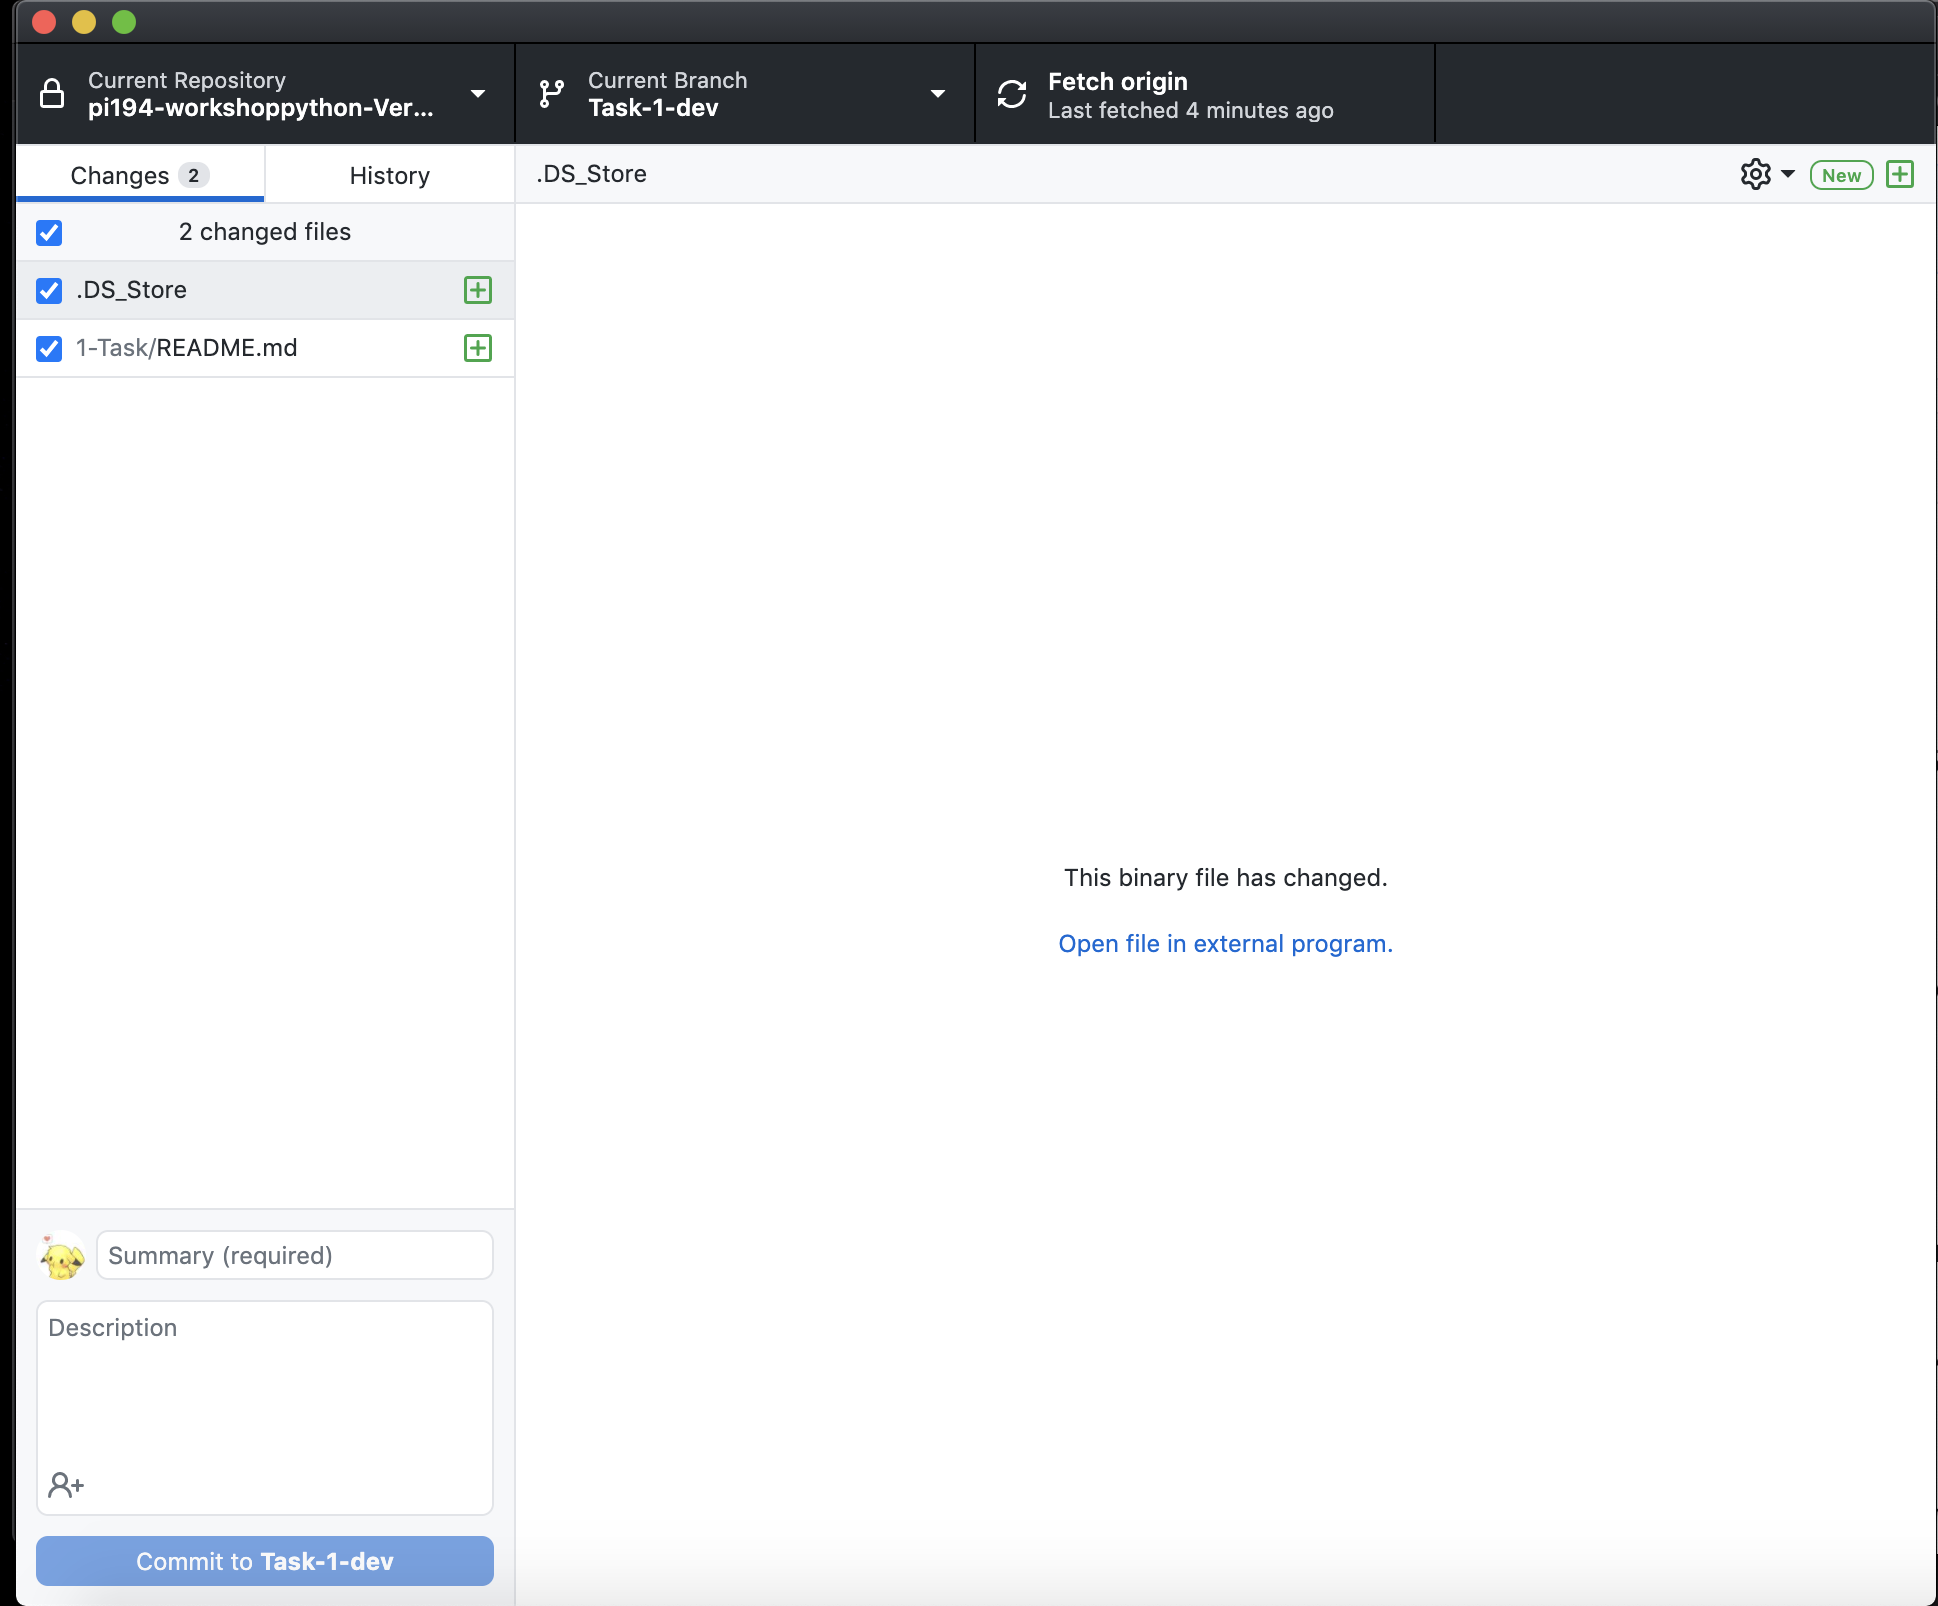 Current Repository
pi194-workshoppython-Ver...
Current Branch
Task-1-dev
Fetch origin
Last fetched 4 minutes ago
Changes 2
History
.DS_Store
New
2 changed files
.DS_Store
1-Task/README.md
This binary file has changed.
Open file in external program.
Summary (required)
Description
Commit to Task-1-dev